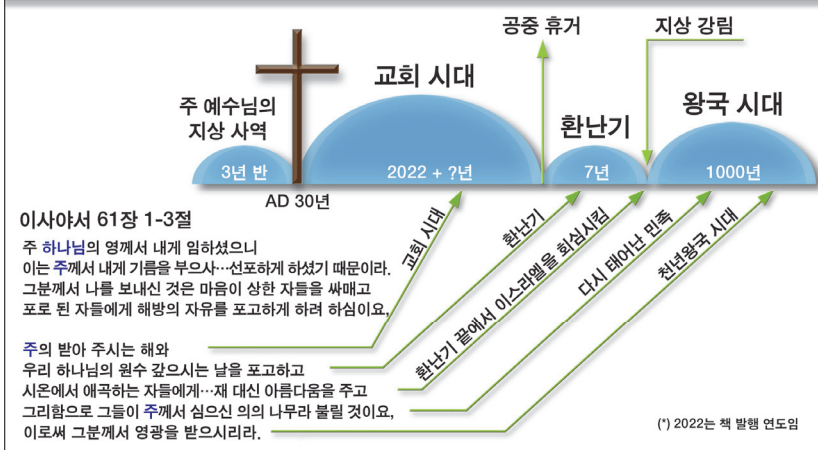 공중 휴거
지상 강림
교회 시대
왕국 시대
주 예수님의
지상 사역
환난기
3년 반
2022 + ?년
7년
1000년
AD 30년
이사야서 61장 1-3절
주 하나님의 영께서 내게 임하셨으니
이는 주께서 내게 기름을 부으사…선포하게 하셨기 때문이라.
그분께서 나를 보내신 것은 마음이 상한 자들을 싸매고
포로 된 자들에게 해방의 자유를 포고하게 하려 하심이요,
주의 받아 주시는 해와
우리 하나님의 원수 갚으시는 날을 포고하고
시온에서 애곡하는 자들에게…재 대신 아름다움을 주고
그리함으로 그들이 주께서 심으신 의의 나무라 불릴 것이요,
이로써 그분께서 영광을 받으시리라.
교회 시대
환난기
환난기 끝에서 이스라엘을 회심시킴
다시 태어난 민족
천년왕국 시대
(*) 2022는 책 발행 연도임